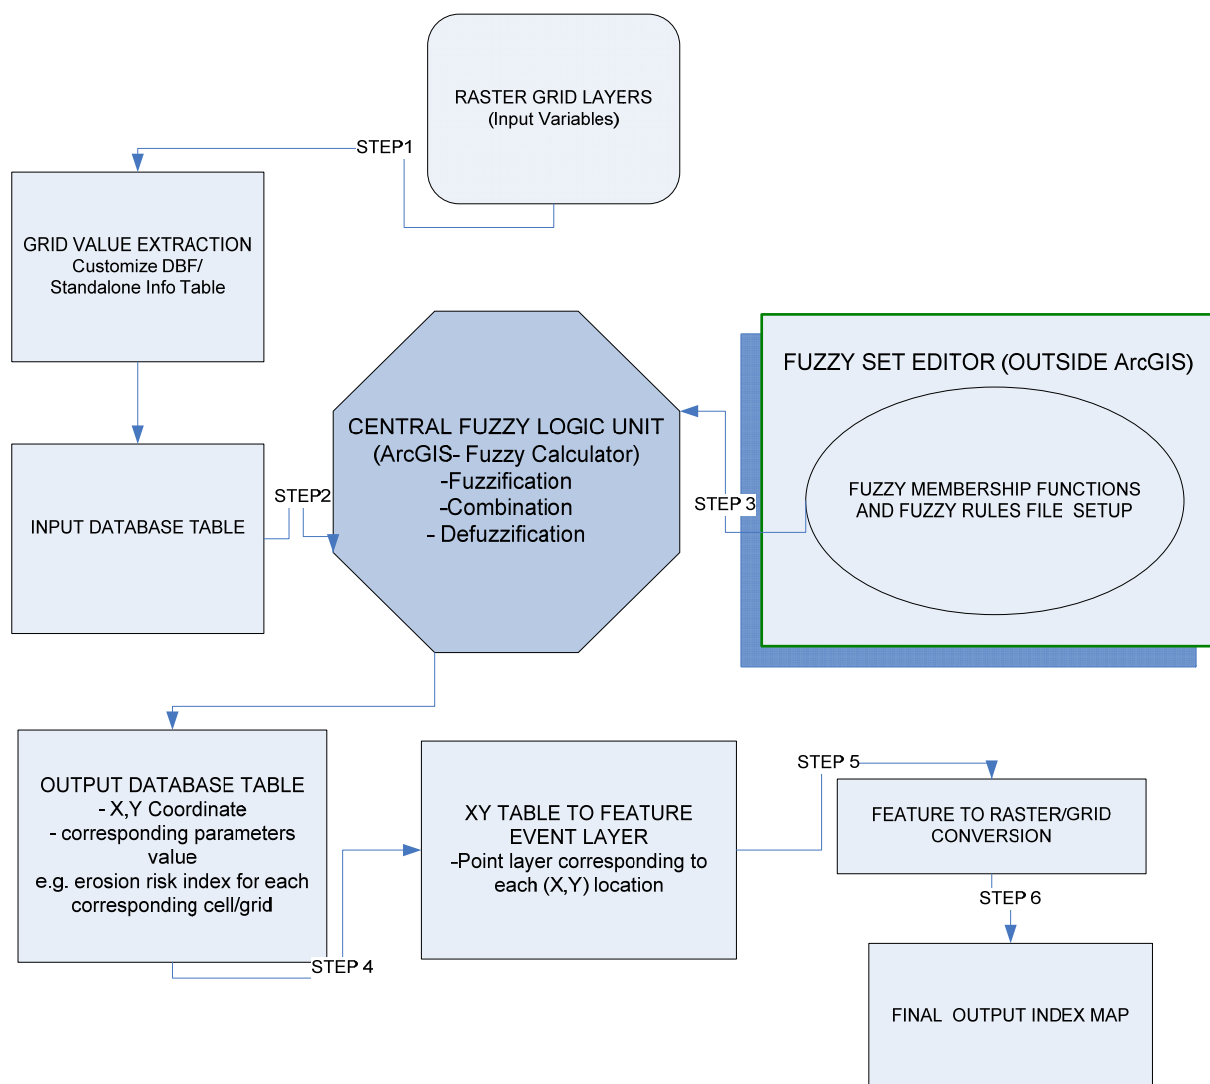 RASTER GRID LAYERS
(Input Variables)
STEP1
GRID VALUE EXTRACTION
Customize DBF/
Standalone Info Table
FUZZY SET EDITOR (OUTSIDE ArcGIS)
CENTRAL FUZZY LOGIC UNIT
(ArcGIS- Fuzzy Calculator)
-Fuzzification
-Combination
- Defuzzification
STEP2
STEP 3
FUZZY MEMBERSHIP FUNCTIONS
AND FUZZY RULES FILE SETUP
INPUT DATABASE TABLE
OUTPUT DATABASE TABLE
- X,Y Coordinate
- corresponding parameters
value
e.g. erosion risk index for each
corresponding cell/grid
STEP 4
XY TABLE TO FEATURE
EVENT LAYER
-Point layer corresponding to
each (X,Y) location
STEP 5
FEATURE TO RASTER/GRID
CONVERSION
STEP 6
FINAL OUTPUT INDEX MAP